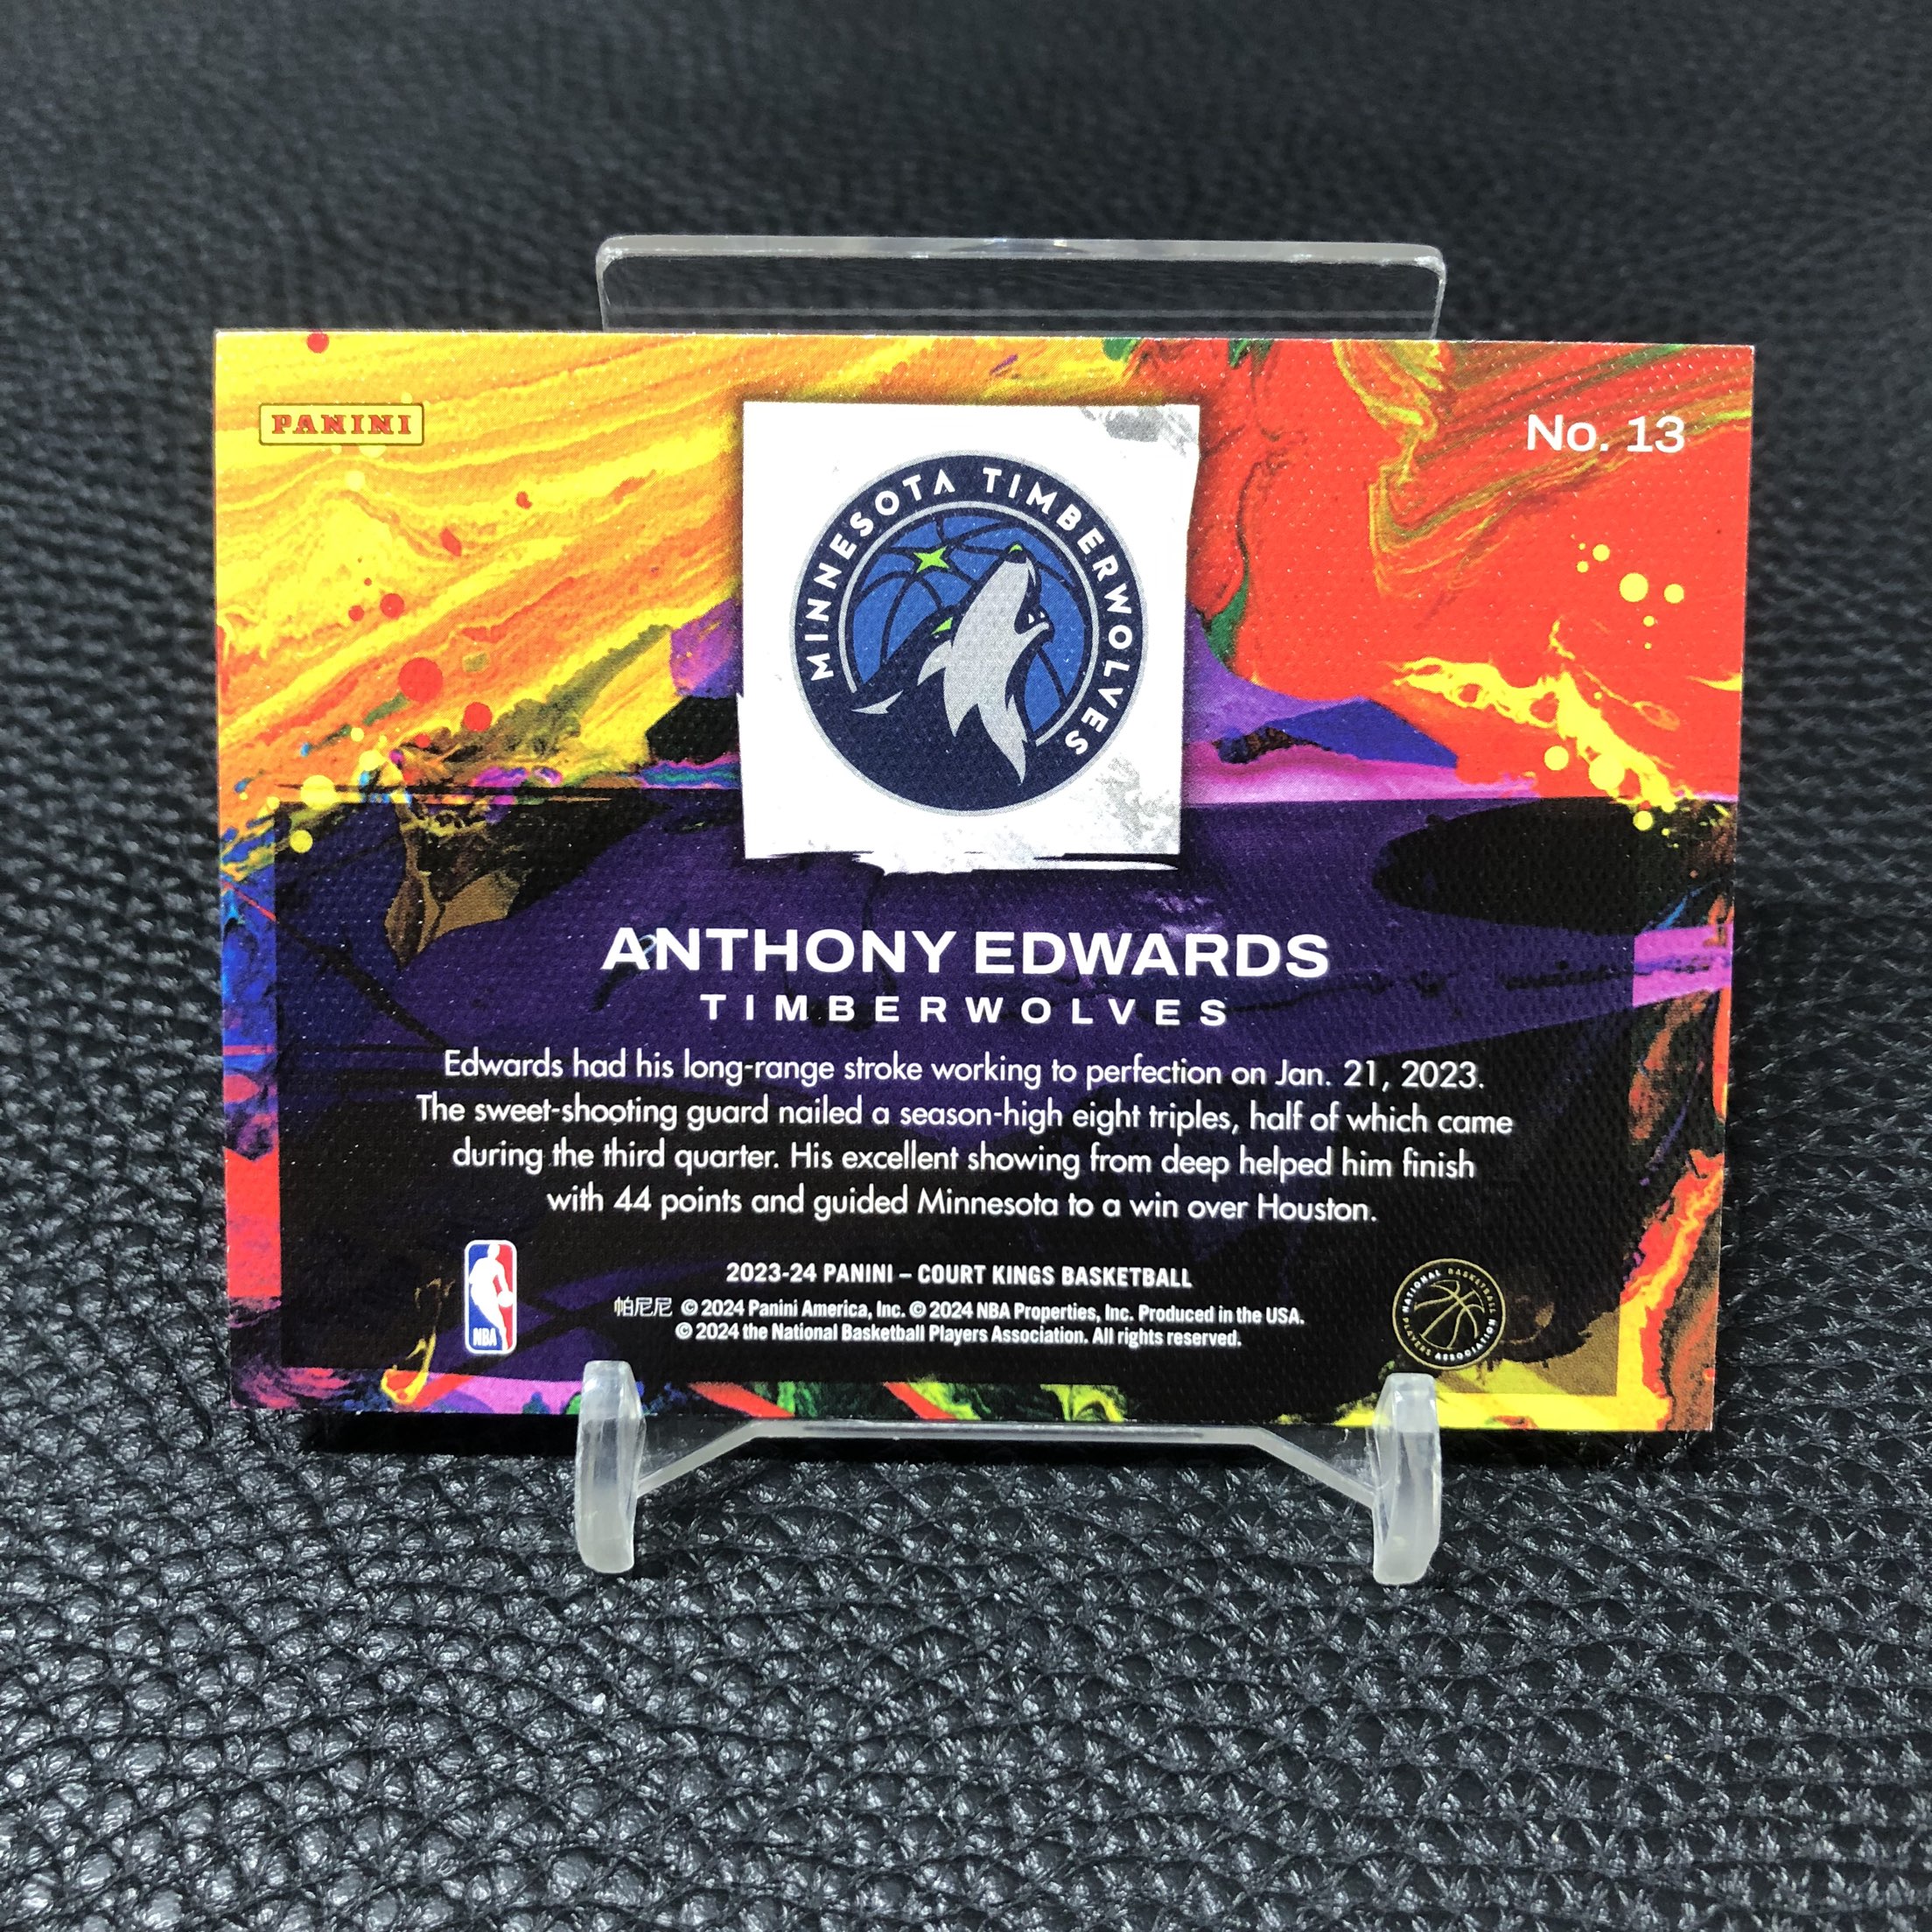 PANINI
No. 13
MINNESOTA TIMBERWOLVES
ANTHONY EDWARDS
TIMBERWOLVES
Edwards had his long-range stroke working to perfection on Jan. 21, 2023.
The sweet-shooting guard nailed a season-high eight triples, half of which came
during the third quarter. His excellent showing from deep helped him finish
with 44 points and guided Minnesota to a win over Houston.
2023-24 PANINI – COURT KINGS BASKETBALL
帕尼尼 © 2024 Panini America, Inc. © 2024 NBA Properties, Inc. Produced in the USA.
© 2024 the National Basketball Players Association. All rights reserved.
NBA
NATIONAL BASKETBALL PLAYERS ASSOCIATION